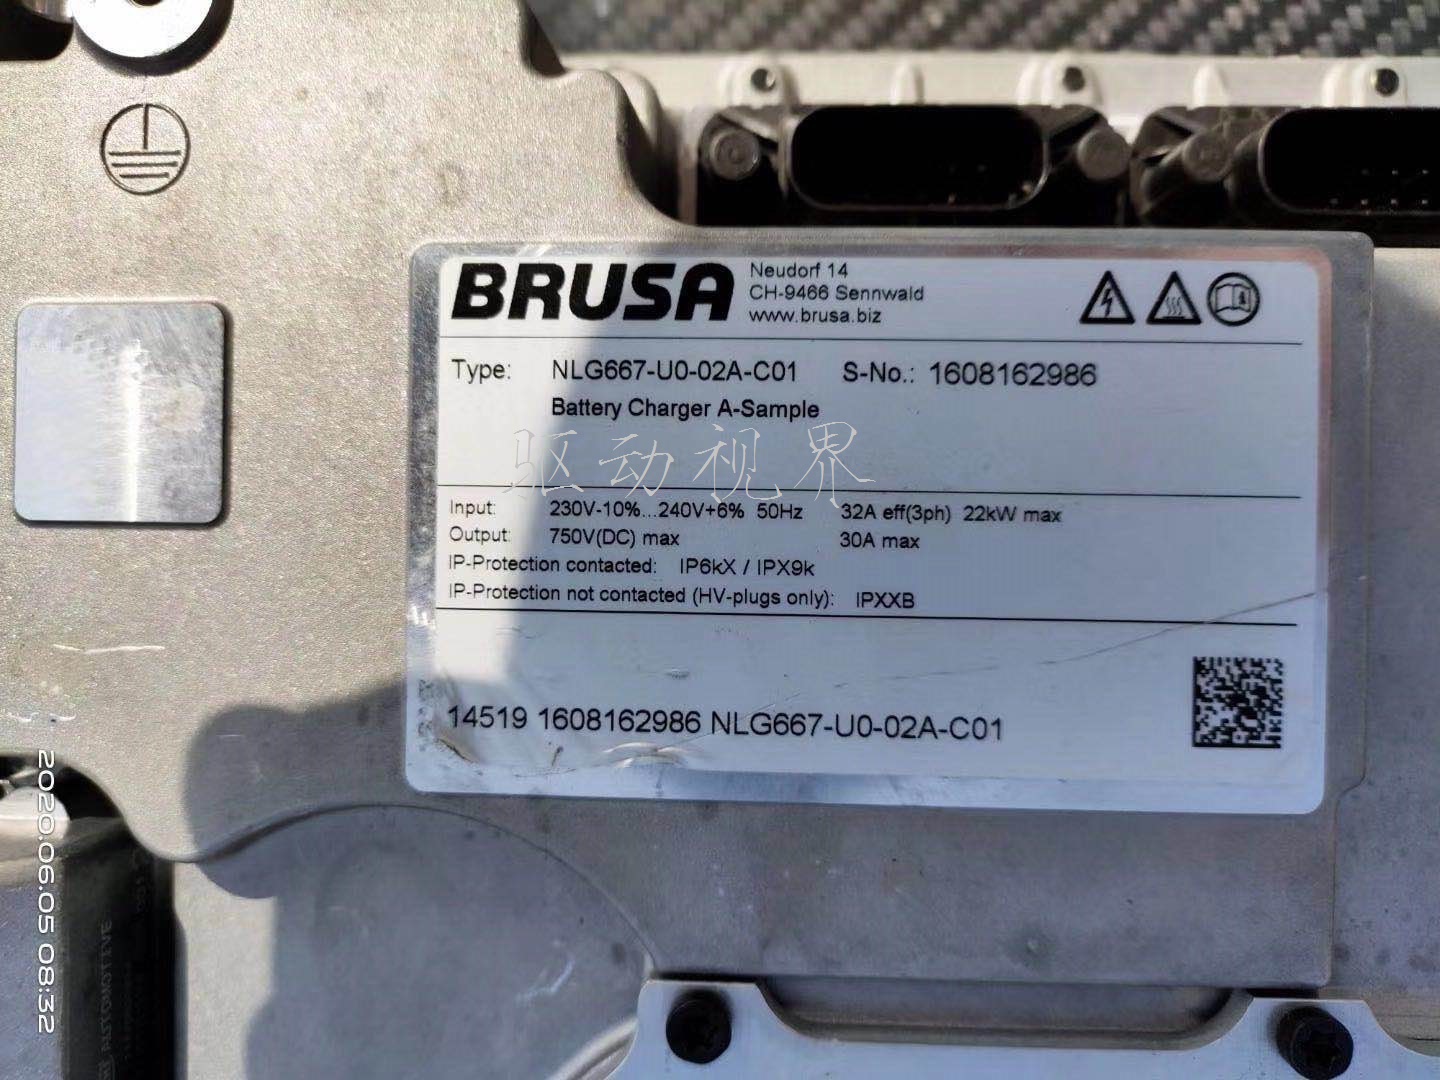 BRUSA
Neudorf 14
CH-9466 Sennwald
www.brusa.biz
Type: NLG667-U0-02A-C01 S-No.: 1608162986
Battery Charger A-Sample
驱动视界
Input: 230V-10%...240V+6% 50Hz 32A eff(3ph) 22kW max
Output: 750V(DC) max 30A max
IP-Protection contacted: IP6kX / IPX9k
IP-Protection not contacted (HV-plugs only): IPXXB
14519 1608162986 NLG667-U0-02A-C01
2020.06.05 08:32
AUTOMOTIVE